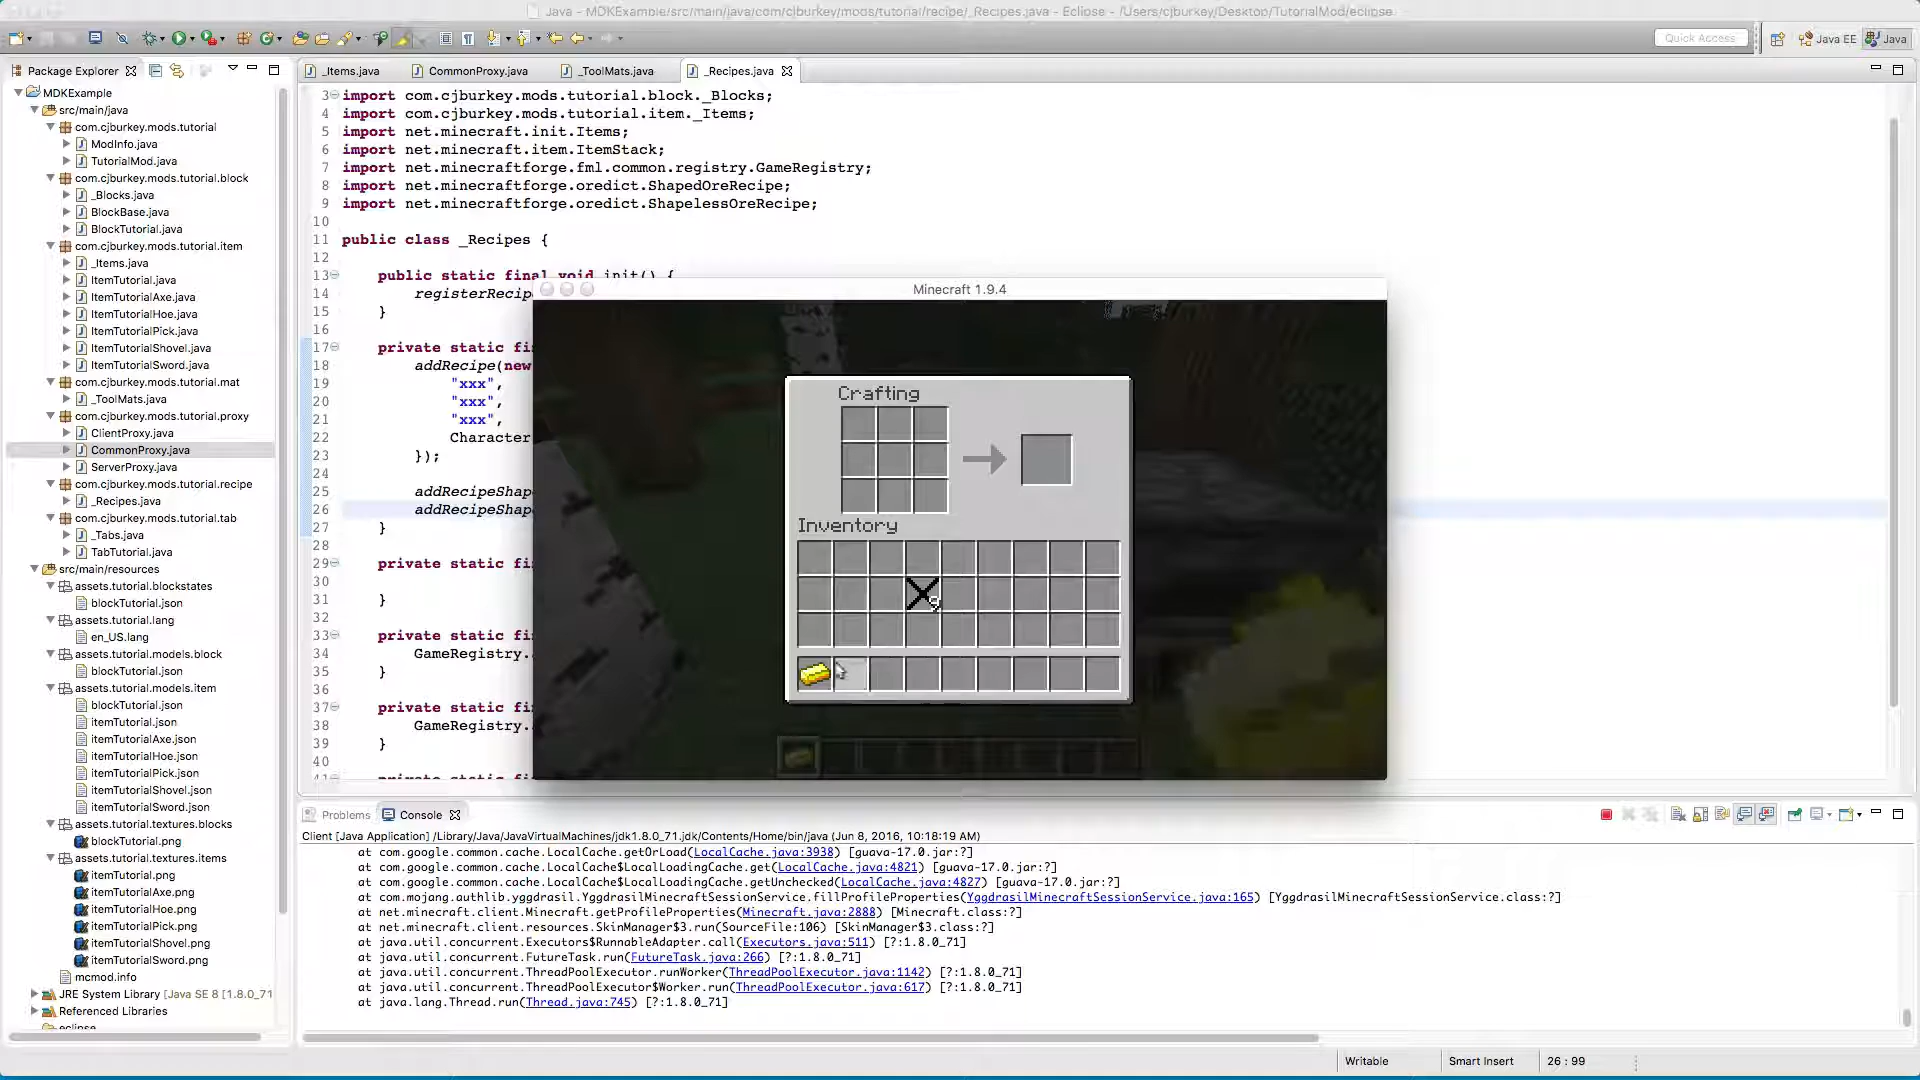 Java - MDKExample/src/main/java/com/cjburkey/mods/tutorial/recipe/_Recipes.java - Eclipse - /Users/cjburkey/Desktop/TutorialMod/eclipse
Quick Access
Java EE
Java
Package Explorer
_Items.java
CommonProxy.java
_ToolMats.java
_Recipes.java
MDKExample
src/main/java
com.cjburkey.mods.tutorial
ModInfo.java
TutorialMod.java
com.cjburkey.mods.tutorial.block
_Blocks.java
BlockBase.java
BlockTutorial.java
com.cjburkey.mods.tutorial.item
_Items.java
ItemTutorial.java
ItemTutorialAxe.java
ItemTutorialHoe.java
ItemTutorialPick.java
ItemTutorialShovel.java
ItemTutorialSword.java
com.cjburkey.mods.tutorial.mat
_ToolMats.java
com.cjburkey.mods.tutorial.proxy
ClientProxy.java
CommonProxy.java
ServerProxy.java
com.cjburkey.mods.tutorial.recipe
_Recipes.java
com.cjburkey.mods.tutorial.tab
_Tabs.java
TabTutorial.java
src/main/resources
assets.tutorial.blockstates
blockTutorial.json
assets.tutorial.lang
en_US.lang
assets.tutorial.models.block
blockTutorial.json
assets.tutorial.models.item
blockTutorial.json
itemTutorial.json
itemTutorialAxe.json
itemTutorialHoe.json
itemTutorialPick.json
itemTutorialShovel.json
itemTutorialSword.json
assets.tutorial.textures.blocks
blockTutorial.png
assets.tutorial.textures.items
itemTutorial.png
itemTutorialAxe.png
itemTutorialHoe.png
itemTutorialPick.png
itemTutorialShovel.png
itemTutorialSword.png
mcmod.info
JRE System Library [Java SE 8 [1.8.0_71
Referenced Libraries
eclipse
3 import com.cjburkey.mods.tutorial.block._Blocks;
4 import com.cjburkey.mods.tutorial.item._Items;
5 import net.minecraft.init.Items;
6 import net.minecraft.item.ItemStack;
7 import net.minecraftforge.fml.common.registry.GameRegistry;
8 import net.minecraftforge.oredict.ShapedOreRecipe;
9 import net.minecraftforge.oredict.ShapelessOreRecipe;
10
11 public class _Recipes {
12
13 public static final void init() {
14 registerRecip
15 }
16
17 private static fi
18 addRecipe(new
19 "xxx",
20 "xxx",
21 "xxx",
22 Character
23 });
24
25 addRecipeShap
26 addRecipeShap
27 }
28
29 private static fi
30
31 }
32
33 private static fi
34 GameRegistry.
35 }
36
37 private static fi
38 GameRegistry.
39 }
40
41 private static fi
Minecraft 1.9.4
Crafting
Inventory
9
Problems
Console
Client [Java Application] /Library/Java/JavaVirtualMachines/jdk1.8.0_71.jdk/Contents/Home/bin/java (Jun 8, 2016, 10:18:19 AM)
at com.google.common.cache.LocalCache.getOrLoad(LocalCache.java:3938) [guava-17.0.jar:?]
at com.google.common.cache.LocalCache$LocalLoadingCache.get(LocalCache.java:4821) [guava-17.0.jar:?]
at com.google.common.cache.LocalCache$LocalLoadingCache.getUnchecked(LocalCache.java:4827) [guava-17.0.jar:?]
at com.mojang.authlib.yggdrasil.YggdrasilMinecraftSessionService.fillProfileProperties(YggdrasilMinecraftSessionService.java:165) [YggdrasilMinecraftSessionService.class:?]
at net.minecraft.client.Minecraft.getProfileProperties(Minecraft.java:2888) [Minecraft.class:?]
at net.minecraft.client.resources.SkinManager$3.run(SourceFile:106) [SkinManager$3.class:?]
at java.util.concurrent.Executors$RunnableAdapter.call(Executors.java:511) [?:1.8.0_71]
at java.util.concurrent.FutureTask.run(FutureTask.java:266) [?:1.8.0_71]
at java.util.concurrent.ThreadPoolExecutor.runWorker(ThreadPoolExecutor.java:1142) [?:1.8.0_71]
at java.util.concurrent.ThreadPoolExecutor$Worker.run(ThreadPoolExecutor.java:617) [?:1.8.0_71]
at java.lang.Thread.run(Thread.java:745) [?:1.8.0_71]
Writable
Smart Insert
26 : 99